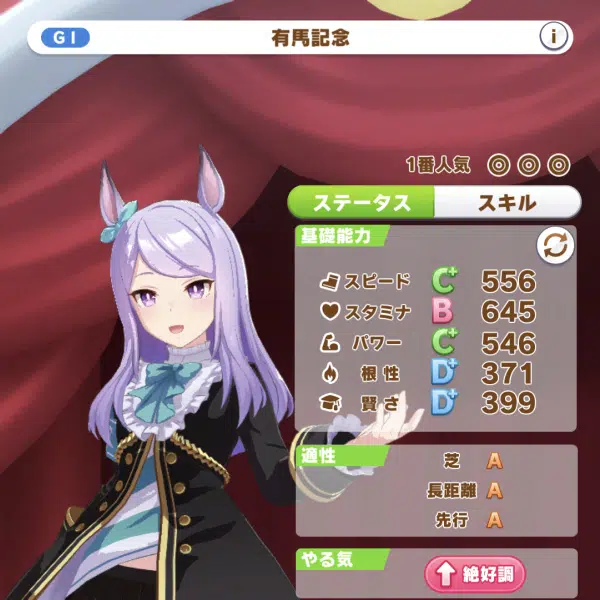 GI 有馬記念 i
1番人気 ◎ ◎ ◎
ステータス スキル
基礎能力
スピード C+ 556
スタミナ B 645
パワー C+ 546
根性 D+ 371
賢さ D+ 399
適性
芝 A
長距離 A
先行 A
やる気
絶好調